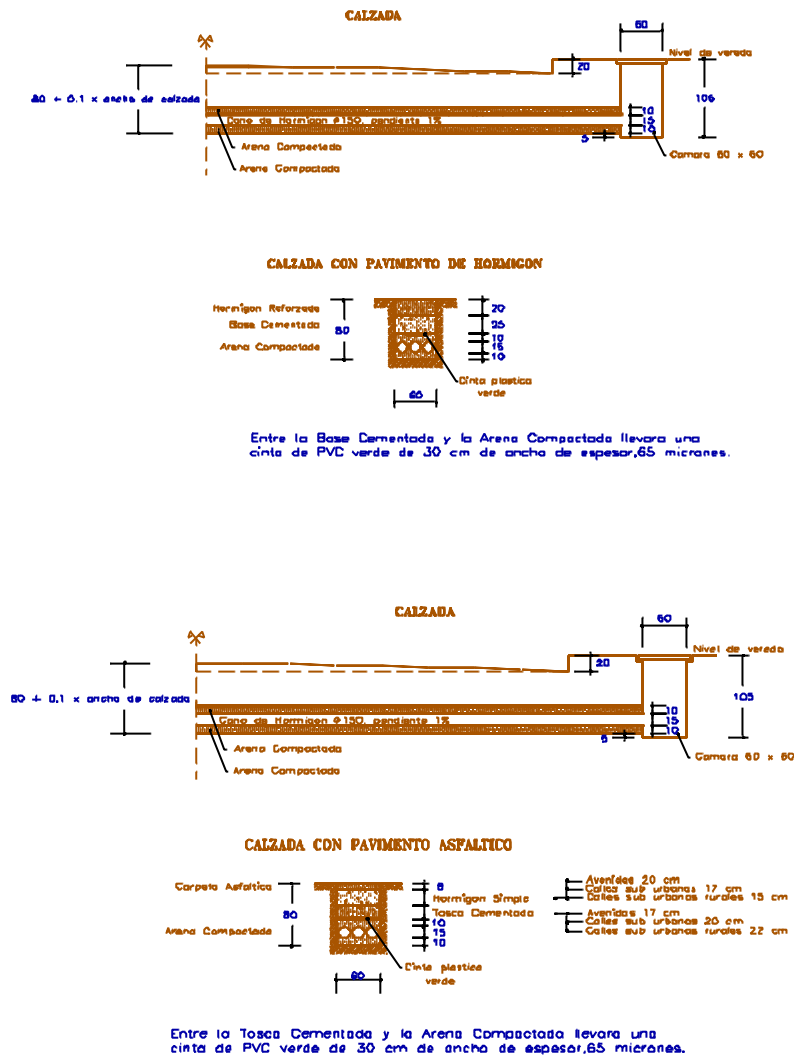 CALZADA
60
Nivel de vereda
20
80 + 0.1 x ancho de calzada
106
10
Cano de Hormigon Ø150, pendiente 1%
15
10
Arena Compactada
5
Camara 60 x 60
Arena Compactada
CALZADA CON PAVIMENTO DE HORMIGON
Hormigon Reforzado
20
Base Cementada
80
25
10
Arena Compactada
15
10
Cinta plastica
verde
60
Entre la Base Cementada y la Arena Compactada llevara una
cinta de PVC verde de 30 cm de ancho de espesor,65 micrones.
CALZADA
60
Nivel de vereda
20
80 + 0.1 x ancho de calzada
105
10
Cano de Hormigon Ø150, pendiente 1%
15
10
Arena Compactada
5
Camara 60 x 60
Arena Compactada
CALZADA CON PAVIMENTO ASFALTICO
Carpeta Asfaltica
Avenidas 20 cm
Hormigon Simple
Calles sub urbanas 17 cm
Calles sub urbanas rurales 15 cm
80
Tosca Cementada
Avenidas 17 cm
10
Calles sub urbanas 20 cm
Arena Compactada
15
Calles sub urbanas rurales 22 cm
10
Cinta plastica
verde
60
Entre la Tosca Cementada y la Arena Compactada llevara una
cinta de PVC verde de 30 cm de ancho de espesor,65 micrones.